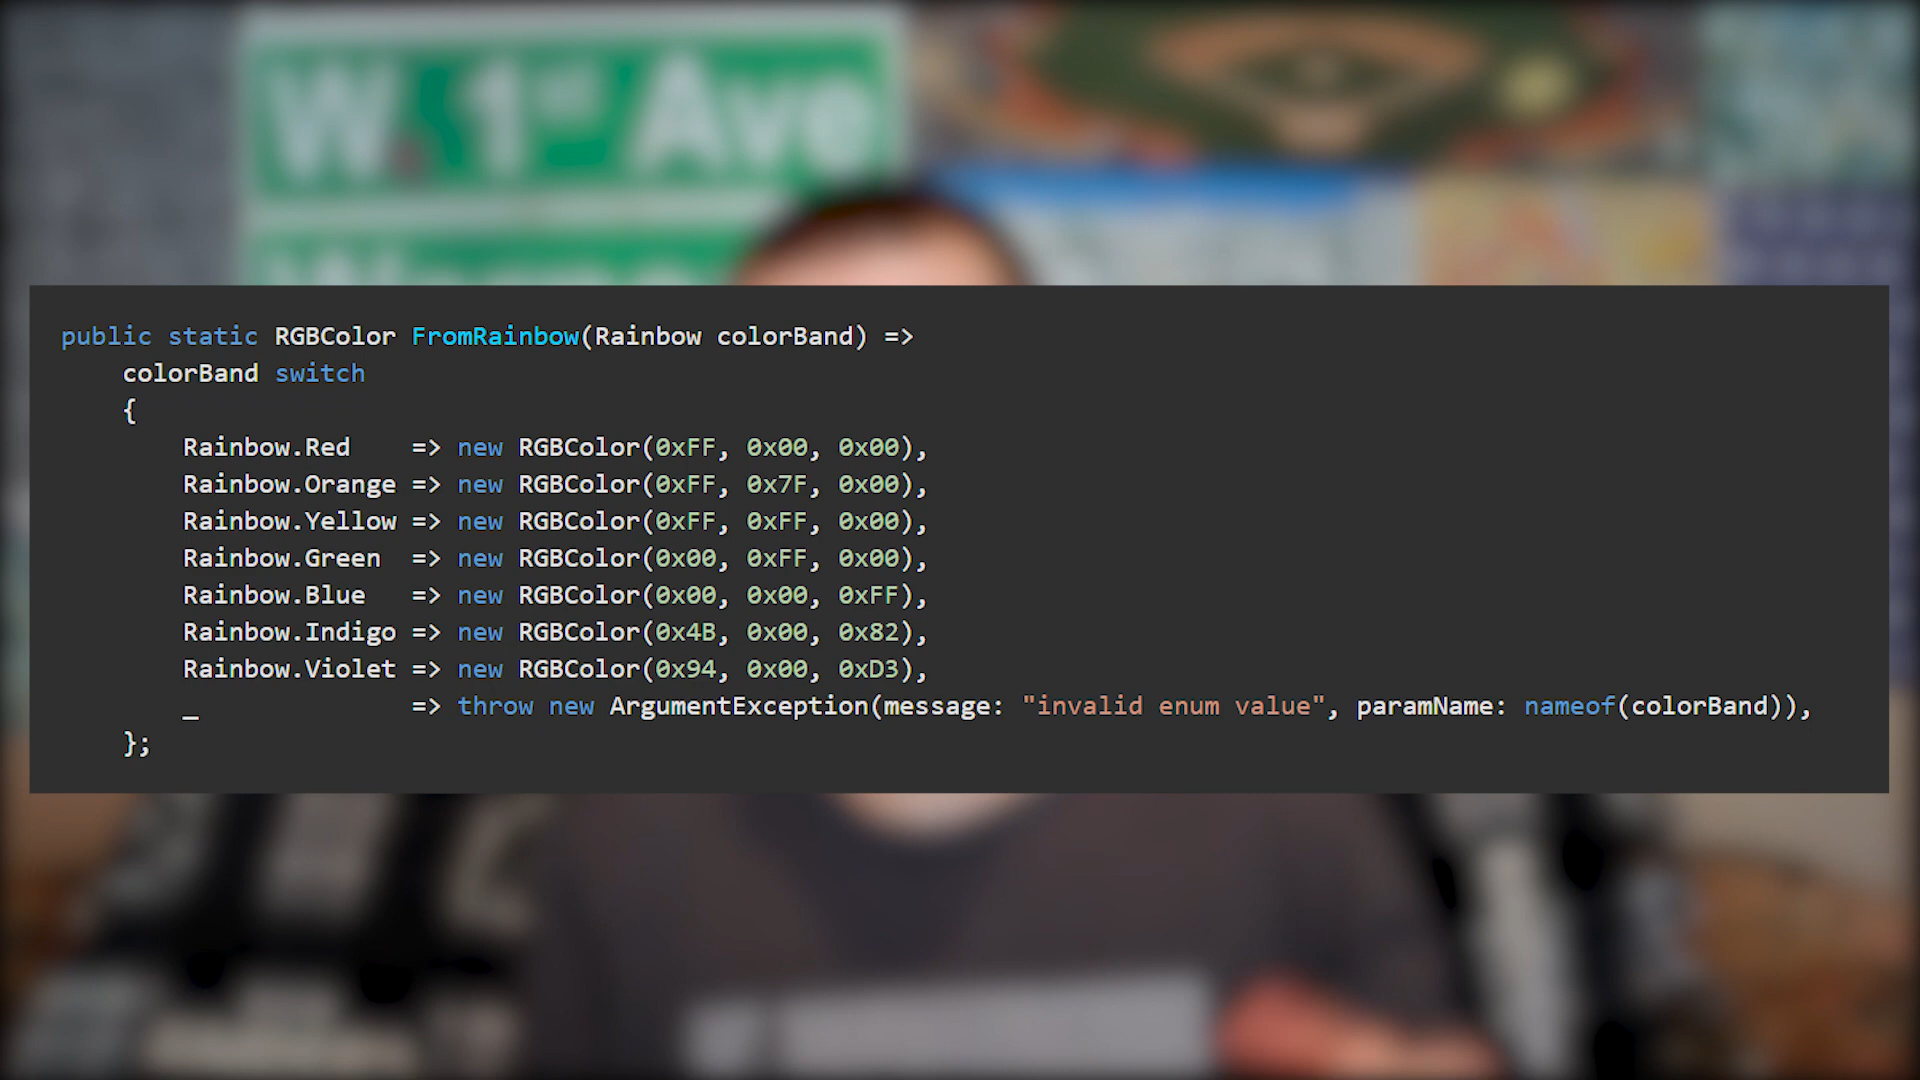 W. 1st Ave
public static RGBColor FromRainbow(Rainbow colorBand) =>
    colorBand switch
    {
        Rainbow.Red    => new RGBColor(0xFF, 0x00, 0x00),
        Rainbow.Orange => new RGBColor(0xFF, 0x7F, 0x00),
        Rainbow.Yellow => new RGBColor(0xFF, 0xFF, 0x00),
        Rainbow.Green  => new RGBColor(0x00, 0xFF, 0x00),
        Rainbow.Blue   => new RGBColor(0x00, 0x00, 0xFF),
        Rainbow.Indigo => new RGBColor(0x4B, 0x00, 0x82),
        Rainbow.Violet => new RGBColor(0x94, 0x00, 0xD3),
        _              => throw new ArgumentException(message: "invalid enum value", paramName: nameof(colorBand)),
    };